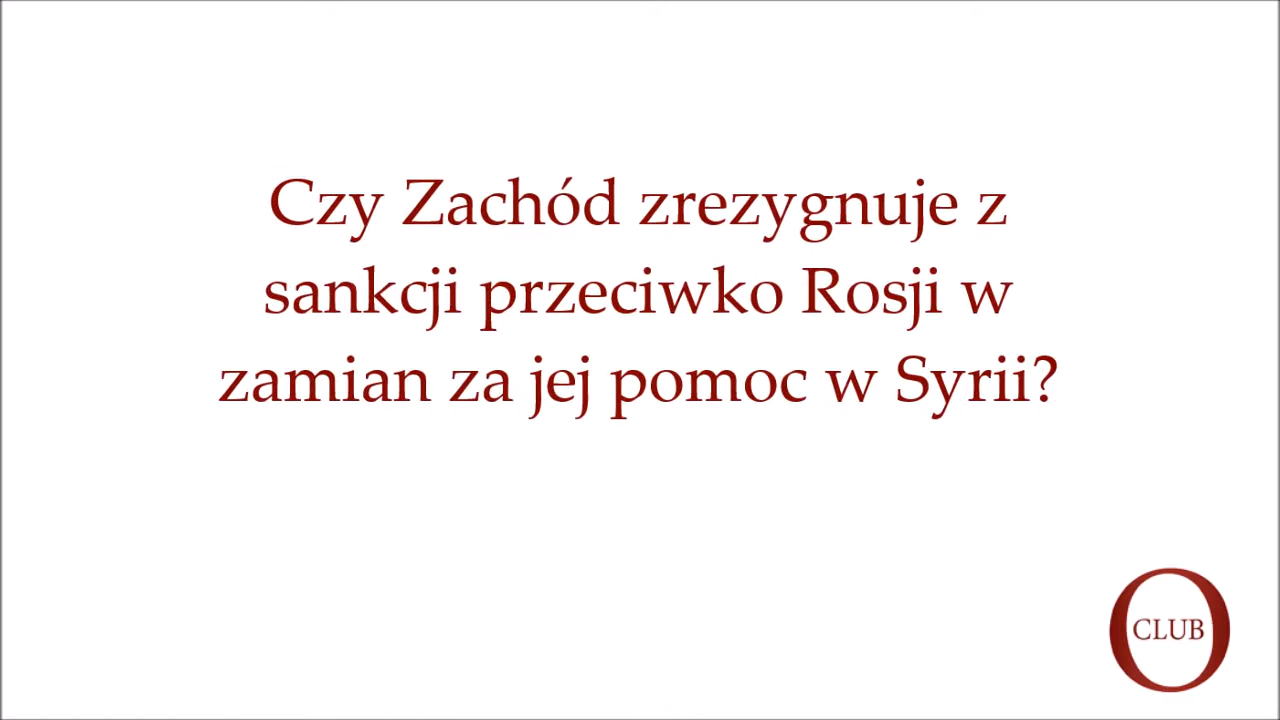 Czy Zachód zrezygnuje z
sankcji przeciwko Rosji w
zamian za jej pomoc w Syrii?
CLUB